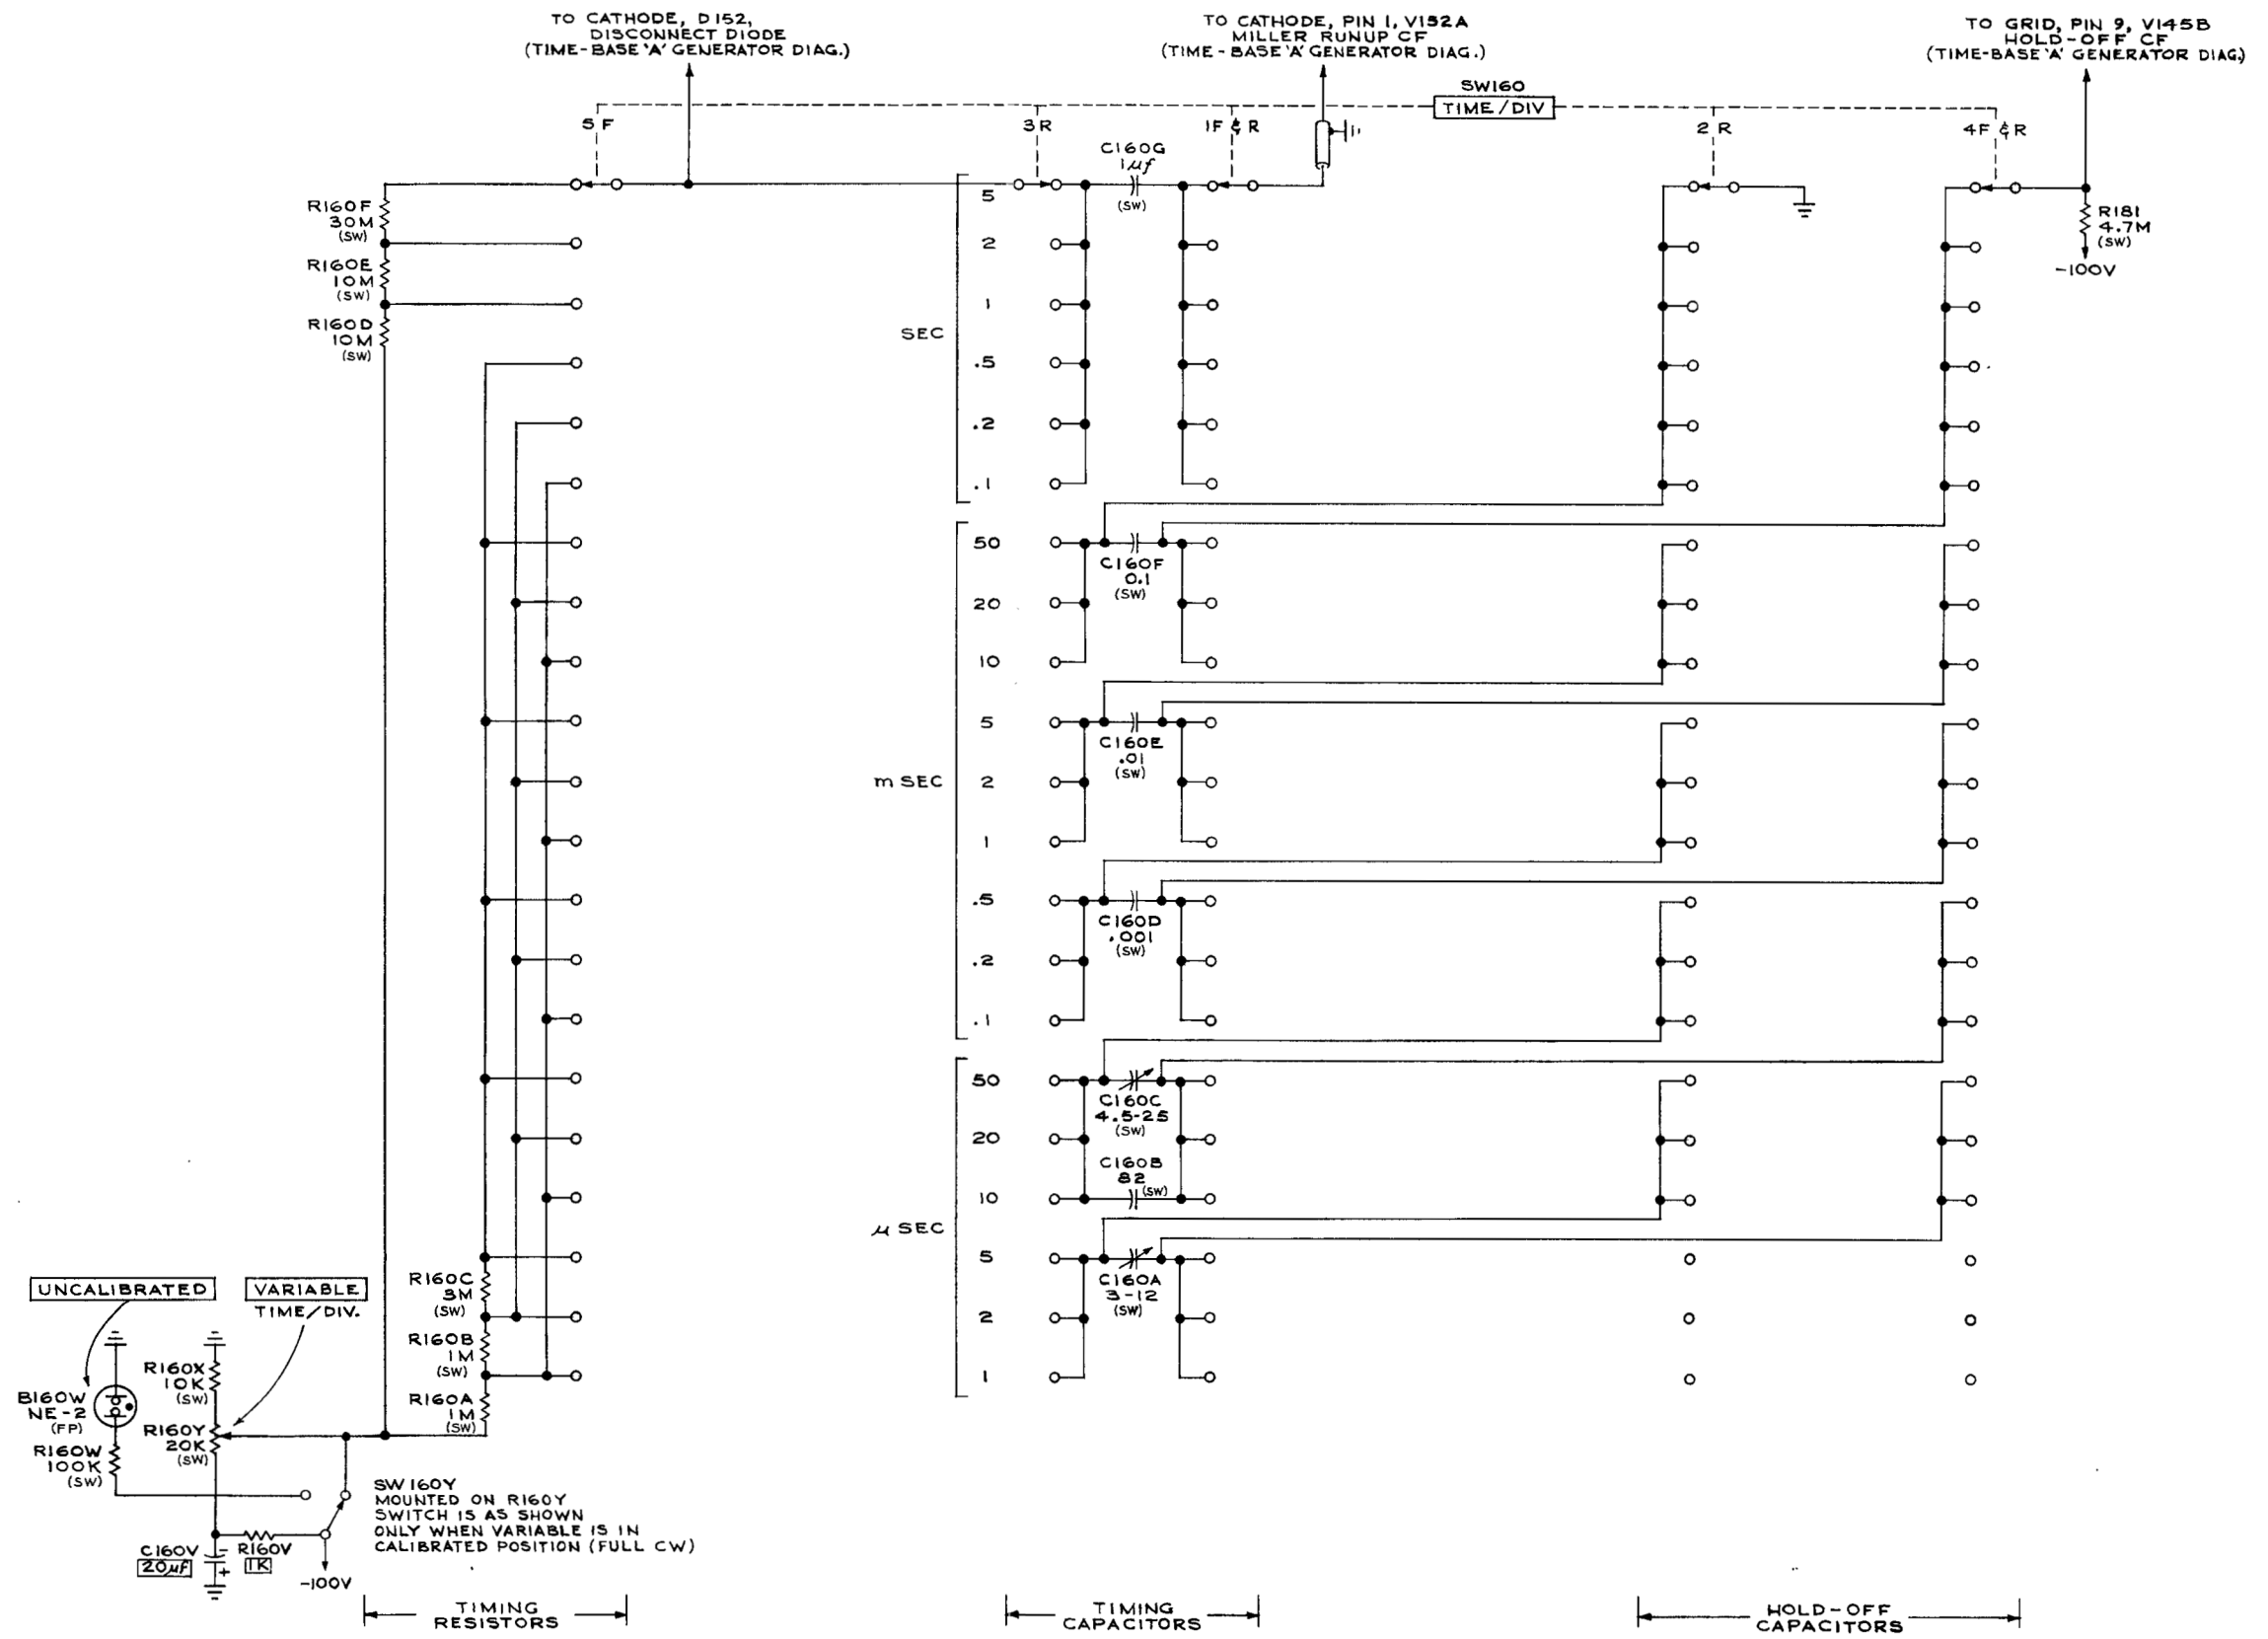 TO CATHODE, D152,
DISCONNECT DIODE
(TIME-BASE 'A' GENERATOR DIAG.)
TO CATHODE, PIN 1, V152A
MILLER RUNUP CF
(TIME-BASE 'A' GENERATOR DIAG.)
TO GRID, PIN 9, V145B
HOLD-OFF CF
(TIME-BASE 'A' GENERATOR DIAG.)
SW160
TIME/DIV
5F
3R
1F & R
2R
4F & R
C160G
1µf
(SW)
R160F
30M
(SW)
R160E
10M
(SW)
R160D
10M
(SW)
R181
4.7M
(SW)
-100V
SEC
5
2
1
.5
.2
.1
m SEC
50
20
10
5
2
1
.5
.2
.1
C160F
0.1
(SW)
C160E
.01
(SW)
C160D
.001
(SW)
µ SEC
50
20
10
5
2
1
C160C
4.5-25
(SW)
C160B
82
(SW)
C160A
3-12
(SW)
R160C
3M
(SW)
R160B
1M
(SW)
R160A
1M
(SW)
UNCALIBRATED
VARIABLE
TIME/DIV.
R160X
10K
(SW)
B160W
NE-2
(FP)
R160Y
20K
(SW)
R160W
100K
(SW)
SW160Y
MOUNTED ON R160Y
SWITCH IS AS SHOWN
ONLY WHEN VARIABLE IS IN
CALIBRATED POSITION (FULL CW)
C160V
20µf
- 
+
R160V
1K
-100V
TIMING
RESISTORS
TIMING
CAPACITORS
HOLD-OFF
CAPACITORS